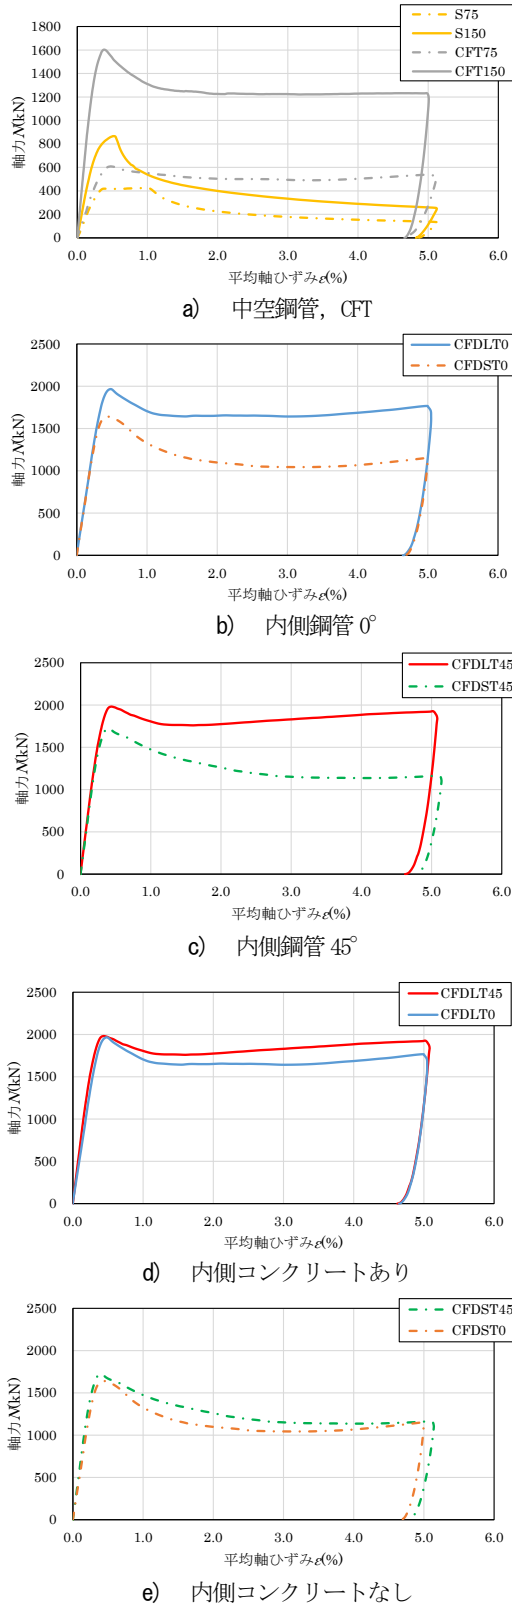 S75
S150
CFT75
CFT150
1800
1600
1400
1200
1000
800
600
400
200
0
軸力N(kN)
0.0 1.0 2.0 3.0 4.0 5.0 6.0
平均軸ひずみε(%)
a) 中空鋼管，CFT
CFDLT0
CFDST0
2500
2000
1500
1000
500
0
軸力N(kN)
0.0 1.0 2.0 3.0 4.0 5.0 6.0
平均軸ひずみε(%)
b) 内側鋼管 0°
CFDLT45
CFDST45
2500
2000
1500
1000
500
0
軸力N(kN)
0.0 1.0 2.0 3.0 4.0 5.0 6.0
平均軸ひずみε(%)
c) 内側鋼管 45°
CFDLT45
CFDLT0
2500
2000
1500
1000
500
0
軸力N(kN)
0.0 1.0 2.0 3.0 4.0 5.0 6.0
平均軸ひずみε(%)
d) 内側コンクリートあり
CFDST45
CFDST0
2500
2000
1500
1000
500
0
軸力N(kN)
0.0 1.0 2.0 3.0 4.0 5.0 6.0
平均軸ひずみε(%)
e) 内側コンクリートなし